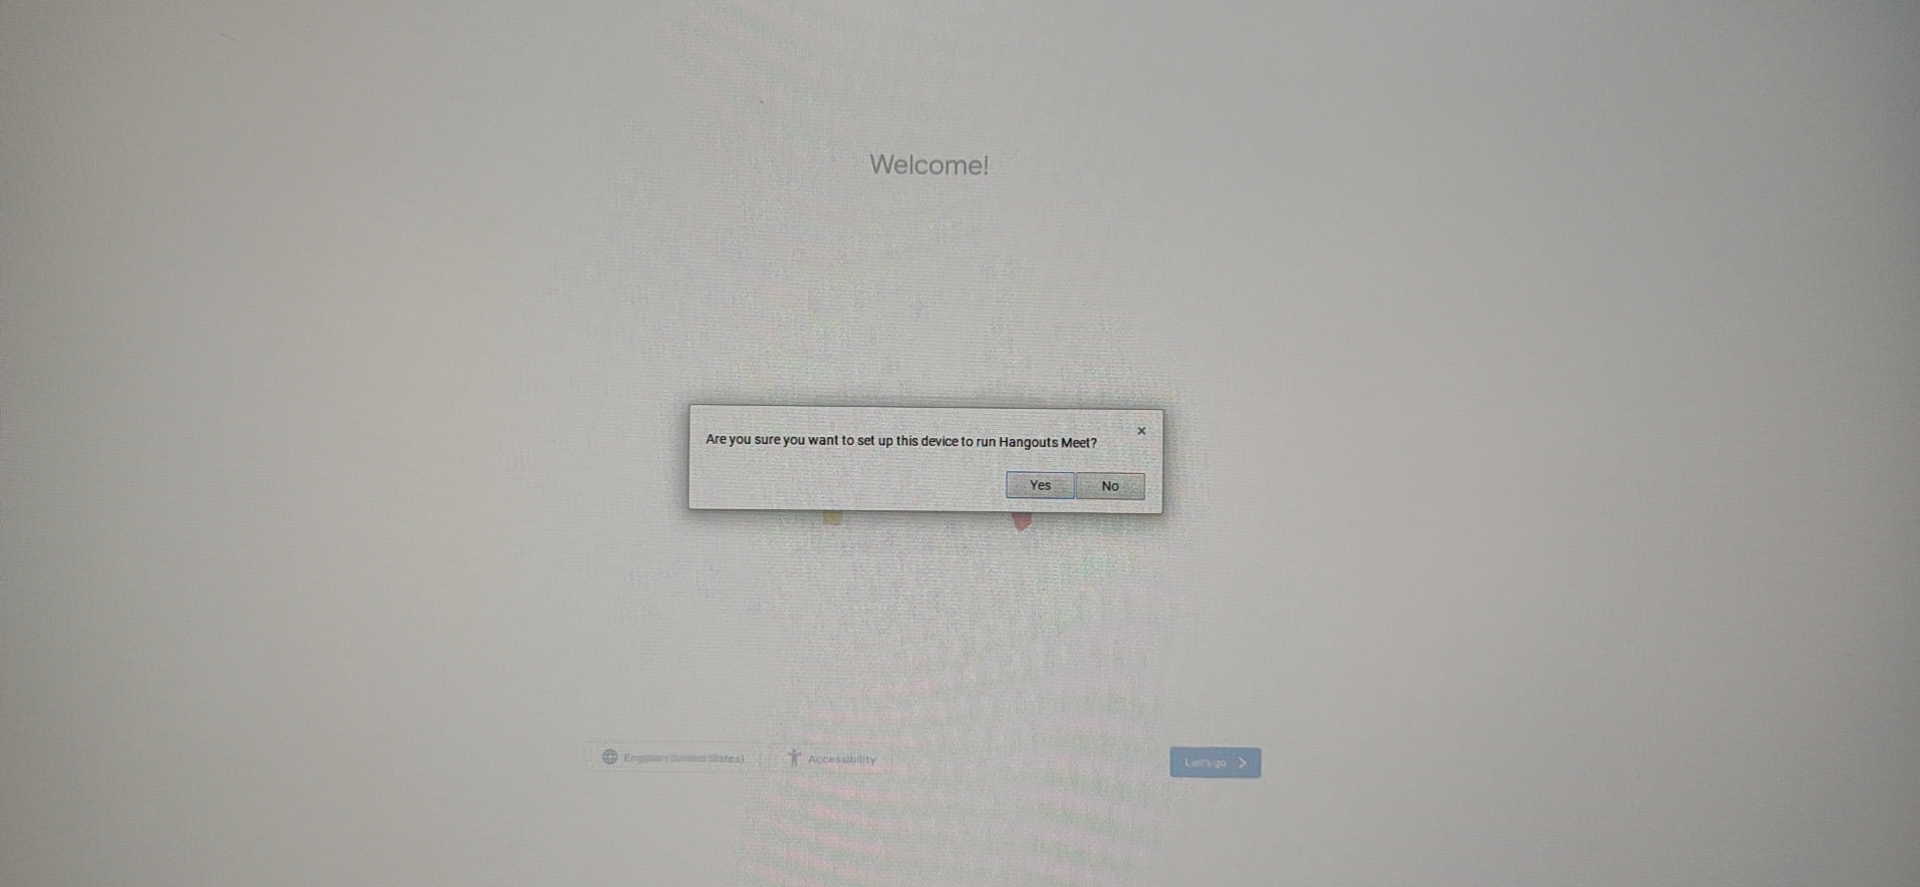 Welcome!
Are you sure you want to set up this device to run Hangouts Meet?
Yes
No
English (United States)
Accessibility
Let's go